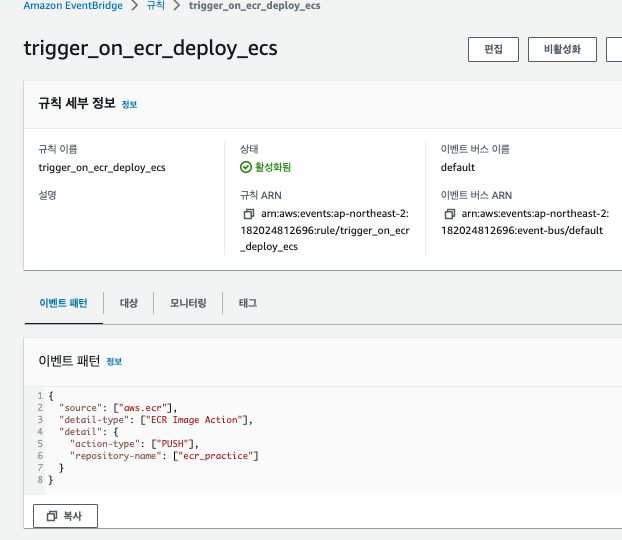 Amazon EventBridge > 규칙 > trigger_on_ecr_deploy_ecs
trigger_on_ecr_deploy_ecs
편집
비활성화
규칙 세부 정보 정보
규칙 이름
trigger_on_ecr_deploy_ecs
설명
상태
활성화됨
규칙 ARN
arn:aws:events:ap-northeast-2:
182024812696:rule/trigger_on_ecr
_deploy_ecs
이벤트 버스 이름
default
이벤트 버스 ARN
arn:aws:events:ap-northeast-2:
182024812696:event-bus/default
이벤트 패턴
대상
모니터링
태그
이벤트 패턴 정보
1 {
2   "source": ["aws.ecr"],
3   "detail-type": ["ECR Image Action"],
4   "detail": {
5     "action-type": ["PUSH"],
6     "repository-name": ["ecr_practice"]
7   }
8 }
복사